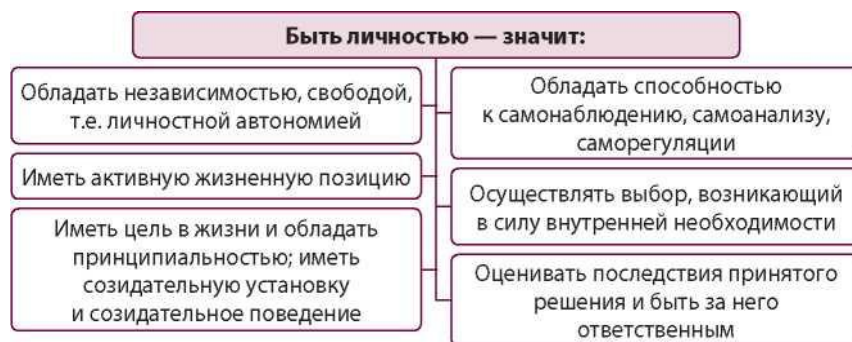 Быть личностью — значит:
Обладать независимостью, свободой,
т.е. личностной автономией
Иметь активную жизненную позицию
Иметь цель в жизни и обладать
принципиальностью; иметь
созидательную установку
и созидательное поведение
Обладать способностью
к самонаблюдению, самоанализу,
саморегуляции
Осуществлять выбор, возникающий
в силу внутренней необходимости
Оценивать последствия принятого
решения и быть за него
ответственным